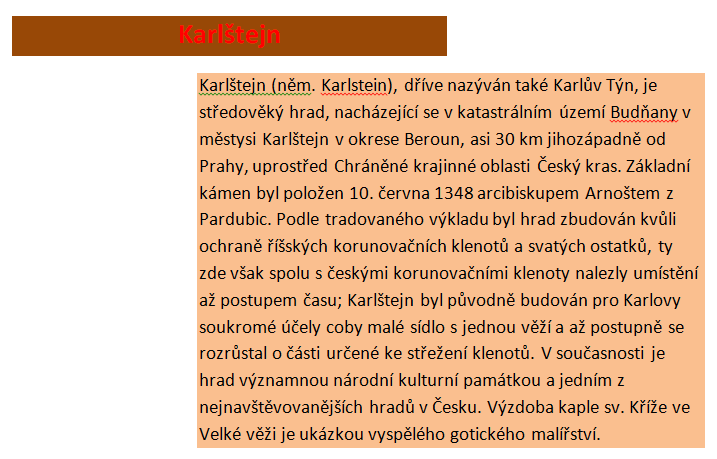 Karlštejn
Karlštejn (něm. Karlstein), dříve nazýván také Karlův Týn, je
středověký hrad, nacházející se v katastrálním území Budňany v
městysi Karlštejn v okrese Beroun, asi 30 km jihozápadně od
Prahy, uprostřed Chráněné krajinné oblasti Český kras. Základní
kámen byl položen 10. června 1348 arcibiskupem Arnoštem z
Pardubic. Podle tradovaného výkladu byl hrad zbudován kvůli
ochraně říšských korunovačních klenotů a svatých ostatků, ty
zde však spolu s českými korunovačními klenoty nalezly umístění
až postupem času; Karlštejn byl původně budován pro Karlovy
soukromé účely coby malé sídlo s jednou věží a až postupně se
rozrůstal o části určené ke střežení klenotů. V současnosti je
hrad významnou národní kulturní památkou a jedním z
nejnavštěvovanějších hradů v Česku. Výzdoba kaple sv. Kříže ve
Velké věži je ukázkou vyspělého gotického malířství.